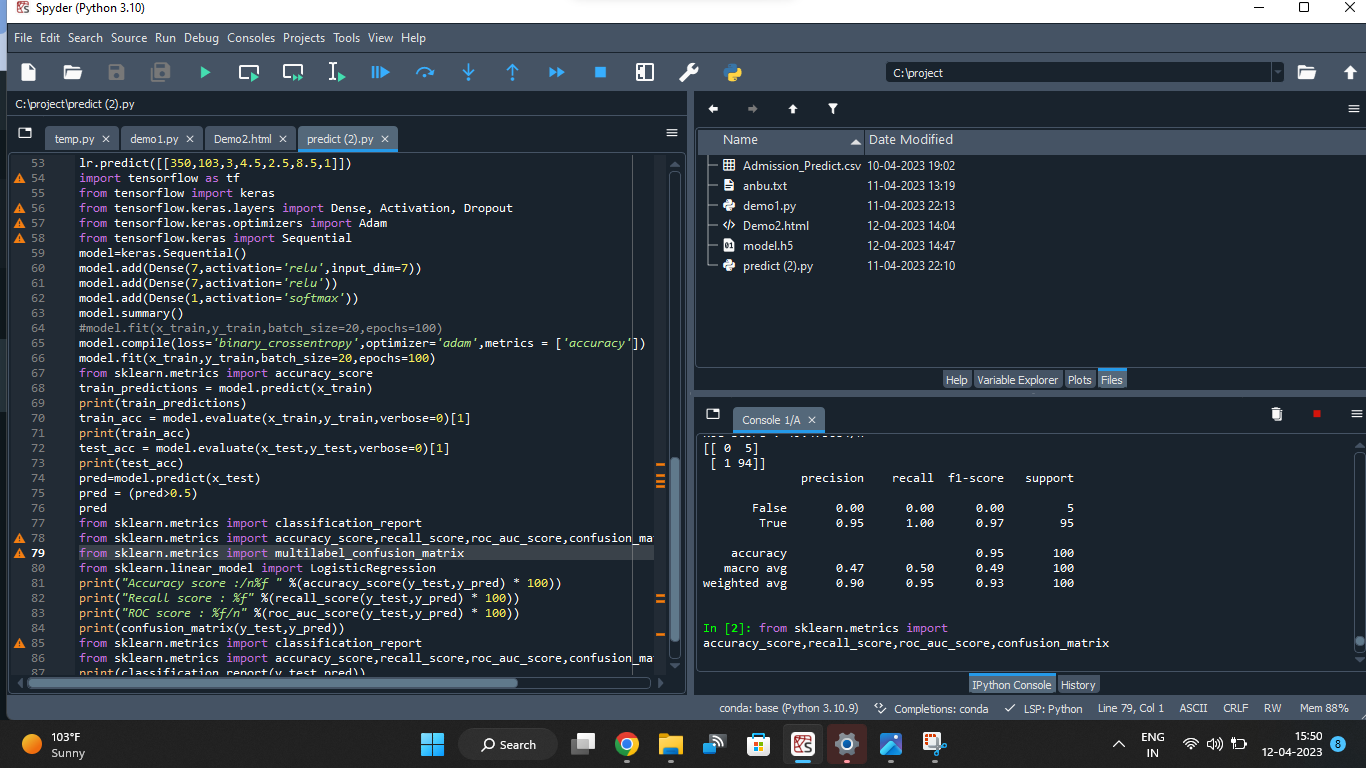 Spyder (Python 3.10)
File Edit Search Source Run Debug Consoles Projects Tools View Help
C:\project
C:\project\predict (2).py
temp.py demo1.py Demo2.html predict (2).py
53 lr.predict([[350,103,3,4.5,2.5,8.5,1]])
54 import tensorflow as tf
55 from tensorflow import keras
56 from tensorflow.keras.layers import Dense, Activation, Dropout
57 from tensorflow.keras.optimizers import Adam
58 from tensorflow.keras import Sequential
59 model=keras.Sequential()
60 model.add(Dense(7,activation='relu',input_dim=7))
61 model.add(Dense(7,activation='relu'))
62 model.add(Dense(1,activation='softmax'))
63 model.summary()
64 #model.fit(x_train,y_train,batch_size=20,epochs=100)
65 model.compile(loss='binary_crossentropy',optimizer='adam',metrics = ['accuracy'])
66 model.fit(x_train,y_train,batch_size=20,epochs=100)
67 from sklearn.metrics import accuracy_score
68 train_predictions = model.predict(x_train)
69 print(train_predictions)
70 train_acc = model.evaluate(x_train,y_train,verbose=0)[1]
71 print(train_acc)
72 test_acc = model.evaluate(x_test,y_test,verbose=0)[1]
73 print(test_acc)
74 pred=model.predict(x_test)
75 pred = (pred>0.5)
76 pred
77 from sklearn.metrics import classification_report
78 from sklearn.metrics import accuracy_score,recall_score,roc_auc_score,confusion_ma
79 from sklearn.metrics import multilabel_confusion_matrix
80 from sklearn.linear_model import LogisticRegression
81 print("Accuracy score :/n%f " %(accuracy_score(y_test,y_pred) * 100))
82 print("Recall score : %f" %(recall_score(y_test,y_pred) * 100))
83 print("ROC score : %f/n" %(roc_auc_score(y_test,y_pred) * 100))
84 print(confusion_matrix(y_test,y_pred))
85 from sklearn.metrics import classification_report
86 from sklearn.metrics import accuracy_score,recall_score,roc_auc_score,confusion_ma
87 print(classification_report(y_test,pred))
Name Date Modified
Admission_Predict.csv 10-04-2023 19:02
anbu.txt 11-04-2023 13:19
demo1.py 11-04-2023 22:13
Demo2.html 12-04-2023 14:04
model.h5 12-04-2023 14:47
predict (2).py 11-04-2023 22:10
Help Variable Explorer Plots Files
Console 1/A
[[ 0 5]
[ 1 94]]
precision recall f1-score support
False 0.00 0.00 0.00 5
True 0.95 1.00 0.97 95
accuracy 0.95 100
macro avg 0.47 0.50 0.49 100
weighted avg 0.90 0.95 0.93 100
In [2]: from sklearn.metrics import
accuracy_score,recall_score,roc_auc_score,confusion_matrix
IPython Console History
conda: base (Python 3.10.9) Completions: conda LSP: Python Line 79, Col 1 ASCII CRLF RW Mem 88%
103°F
Sunny
Search
ENG
IN
15:50
12-04-2023
8